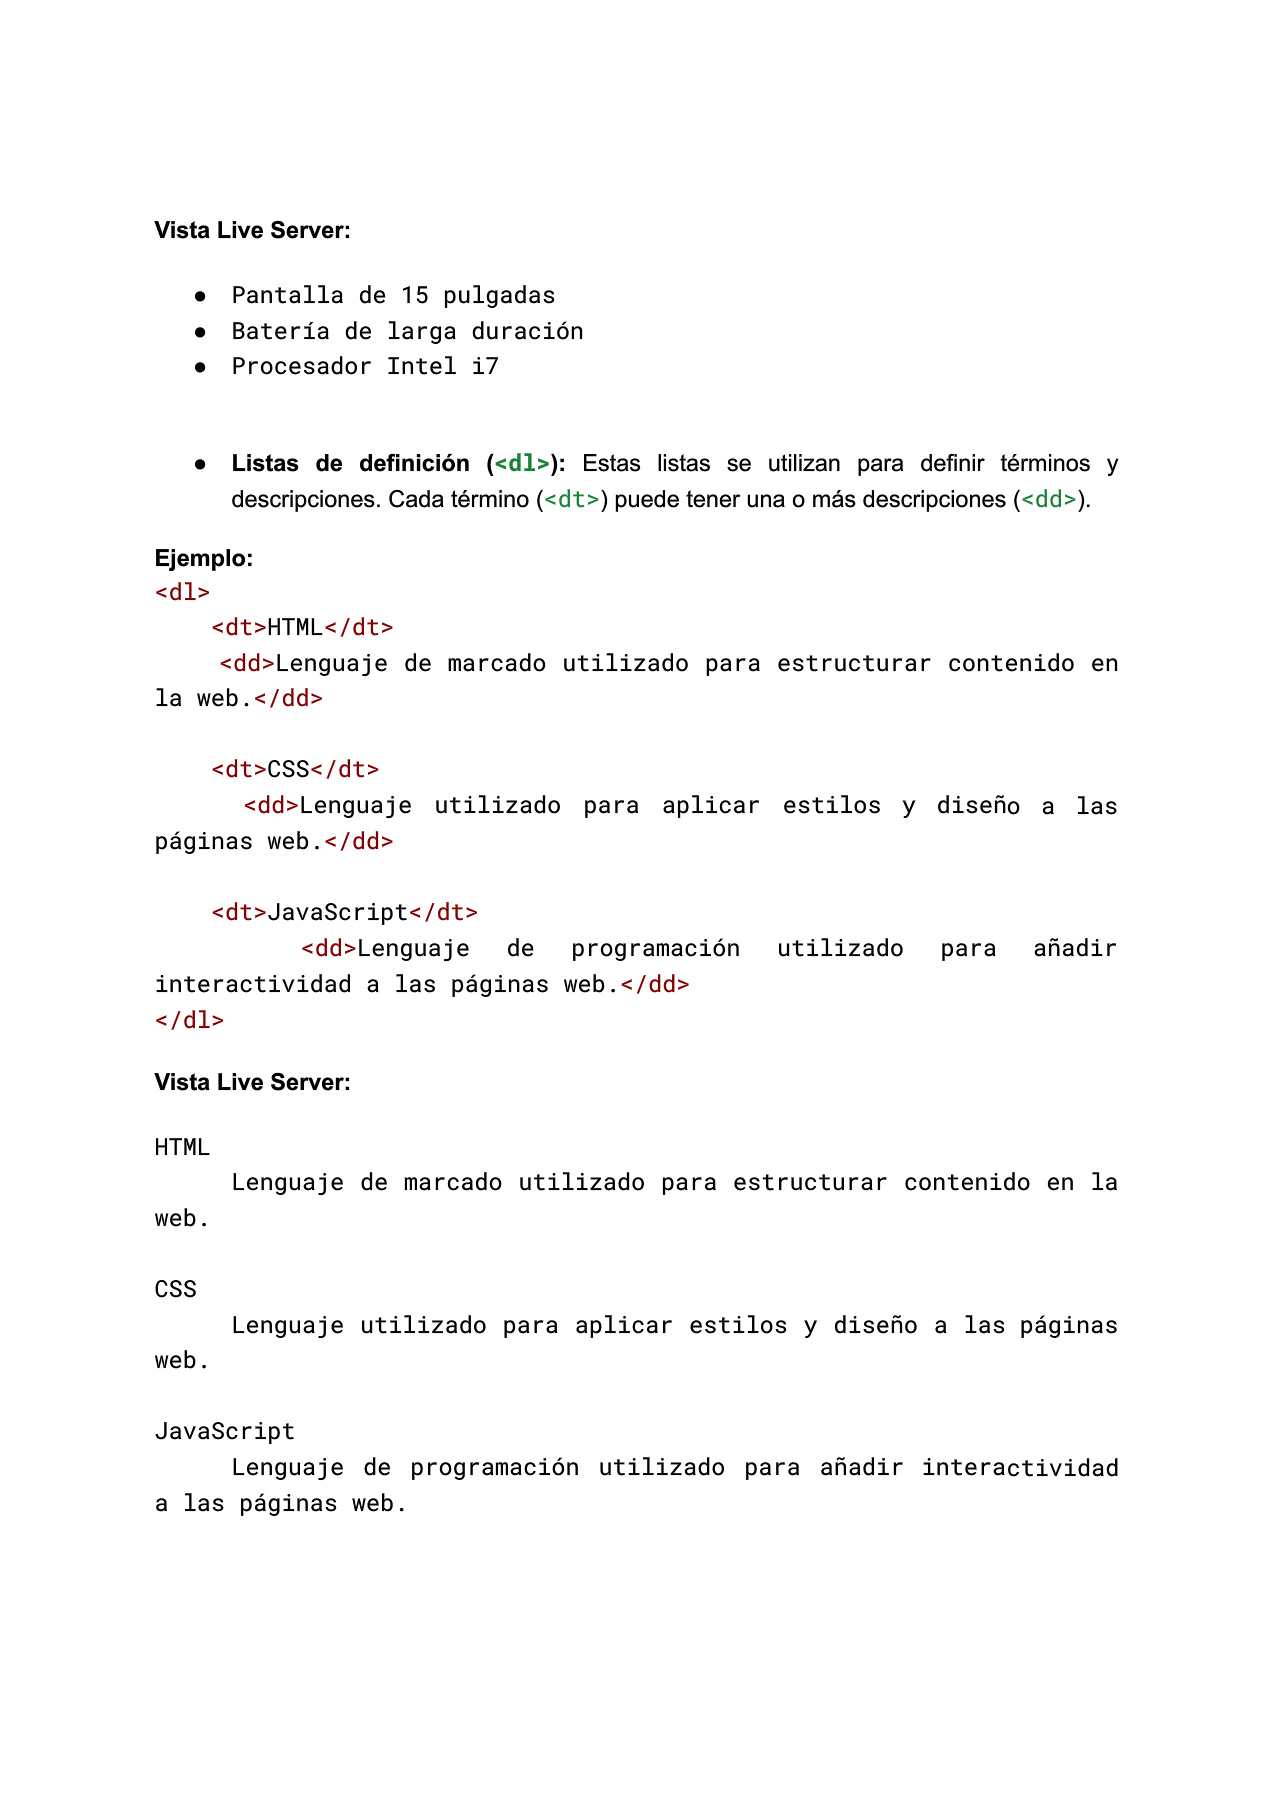 Vista Live Server:
● Pantalla de 15 pulgadas
● Batería de larga duración
● Procesador Intel i7
● Listas de definición (<dl>): Estas listas se utilizan para definir términos y
descripciones. Cada término (<dt>) puede tener una o más descripciones (<dd>).
Ejemplo:
<dl>
<dt>HTML</dt>
<dd>Lenguaje de marcado utilizado para estructurar contenido en
la web.</dd>
<dt>CSS</dt>
<dd>Lenguaje utilizado para aplicar estilos y diseño a las
páginas web.</dd>
<dt>JavaScript</dt>
<dd>Lenguaje de programación utilizado para añadir
interactividad a las páginas web.</dd>
</dl>
Vista Live Server:
HTML
Lenguaje de marcado utilizado para estructurar contenido en la
web.
CSS
Lenguaje utilizado para aplicar estilos y diseño a las páginas
web.
JavaScript
Lenguaje de programación utilizado para añadir interactividad
a las páginas web.